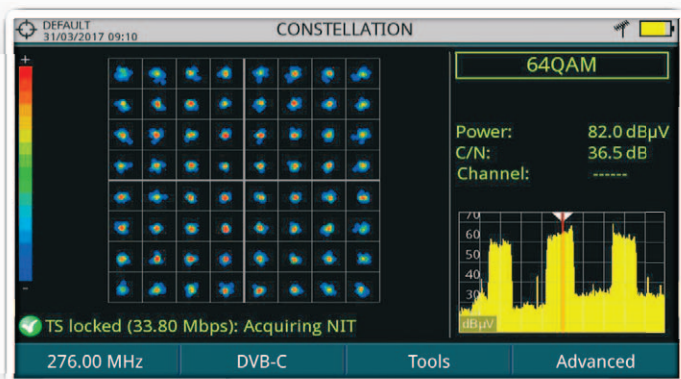 DEFAULT
31/03/2017 09:10
CONSTELLATION
+
-
64QAM
Power: 82.0 dBµV
C/N: 36.5 dB
Channel: ------
70
60
50
40
30
dBµV
TS locked (33.80 Mbps): Acquiring NIT
276.00 MHz
DVB-C
Tools
Advanced